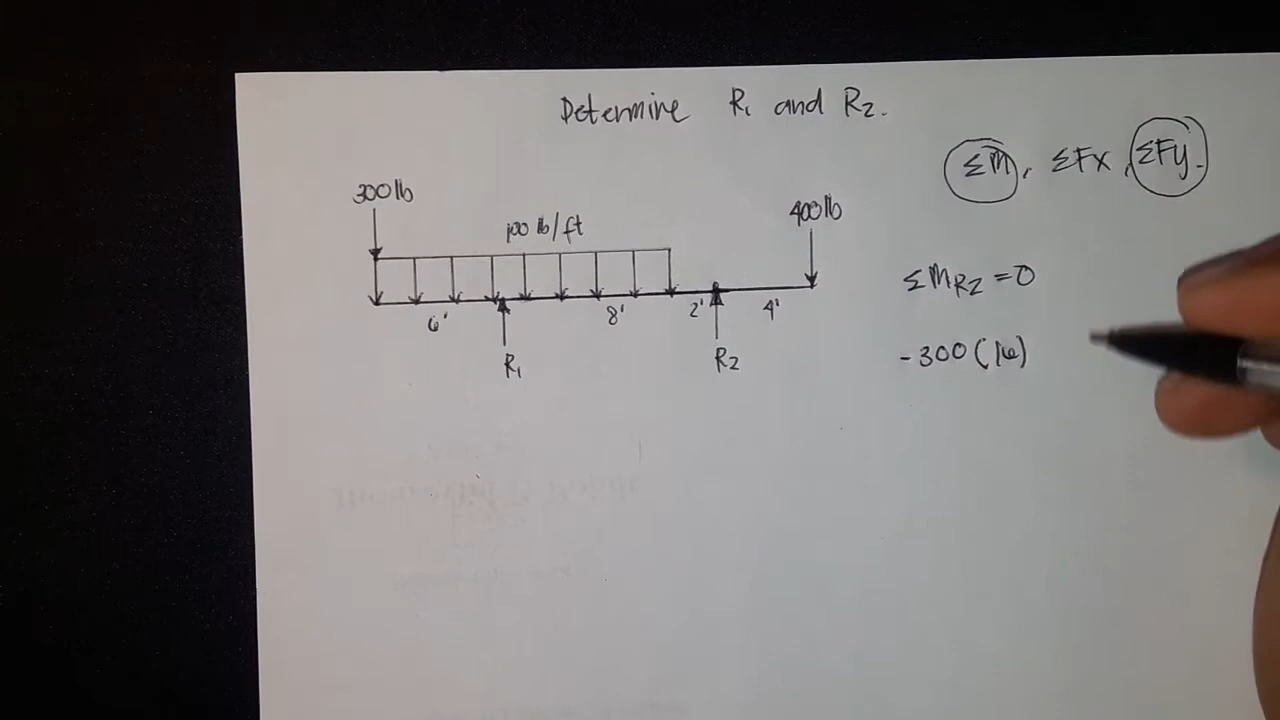 Determine R₁ and R₂.
ΣM, ΣFx, ΣFy.
300 lb
100 lb/ft
400 lb
6' 8' 2' 4'
R₁ R₂
ΣM_R2 = 0
-300 (16)